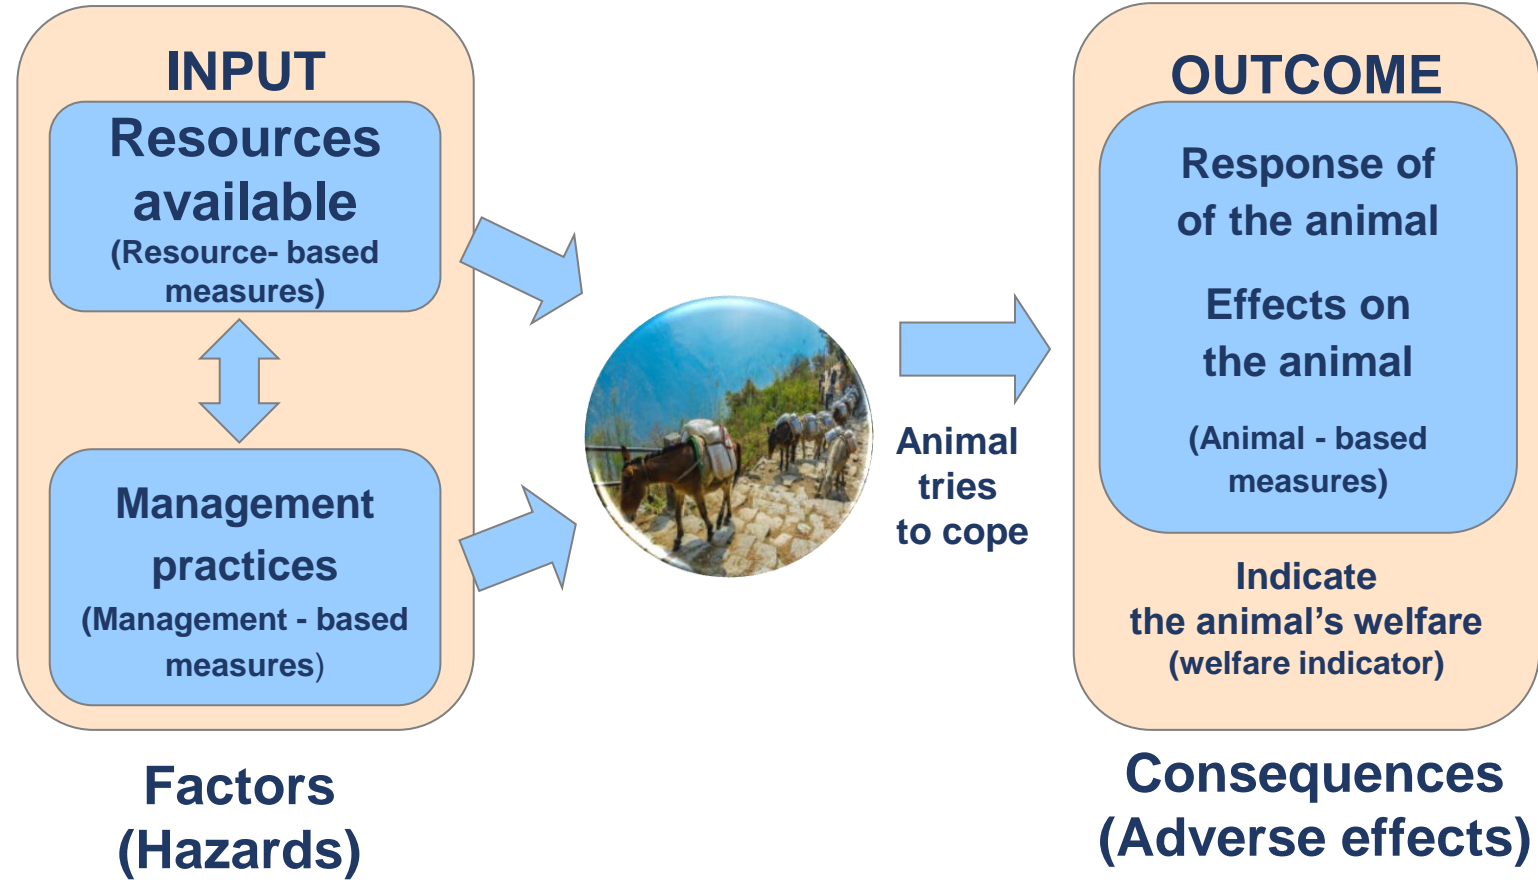 INPUT
Resources
available
(Resource- based
measures)
Management
practices
(Management - based
measures)
Factors
(Hazards)
Animal
tries
to cope
OUTCOME
Response of
of the animal
Effects on
the animal
(Animal - based
measures)
Indicate
the animal’s welfare
(welfare indicator)
Consequences
(Adverse effects)